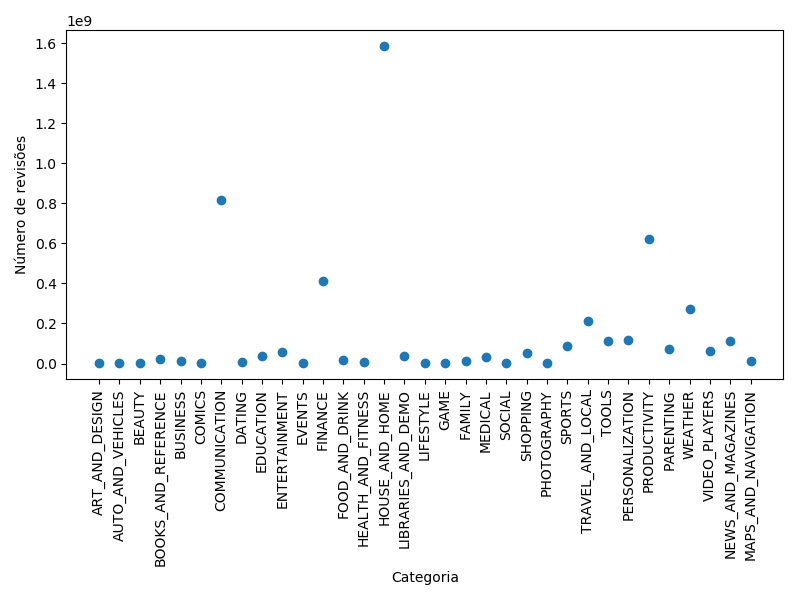 1e9
1.6
1.4
1.2
1.0
0.8
0.6
0.4
0.2
0.0
Número de revisões
ART_AND_DESIGN
AUTO_AND_VEHICLES
BEAUTY
BOOKS_AND_REFERENCE
BUSINESS
COMICS
COMMUNICATION
DATING
EDUCATION
ENTERTAINMENT
EVENTS
FINANCE
FOOD_AND_DRINK
HEALTH_AND_FITNESS
HOUSE_AND_HOME
LIBRARIES_AND_DEMO
LIFESTYLE
GAME
FAMILY
MEDICAL
SOCIAL
SHOPPING
PHOTOGRAPHY
SPORTS
TRAVEL_AND_LOCAL
TOOLS
PERSONALIZATION
PRODUCTIVITY
PARENTING
WEATHER
VIDEO_PLAYERS
NEWS_AND_MAGAZINES
MAPS_AND_NAVIGATION
Categoria